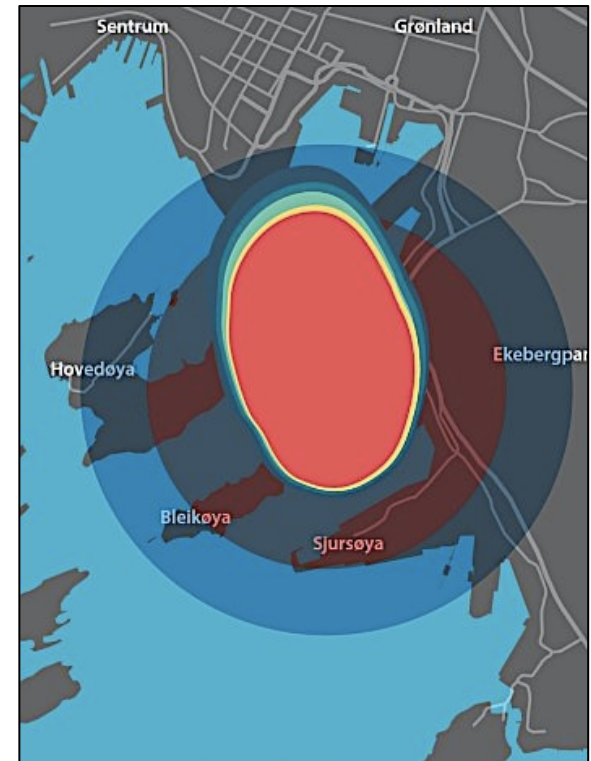 Sentrum
Grønland
Ekebergpar
Hovedøya
Bleikøya
Sjursøya